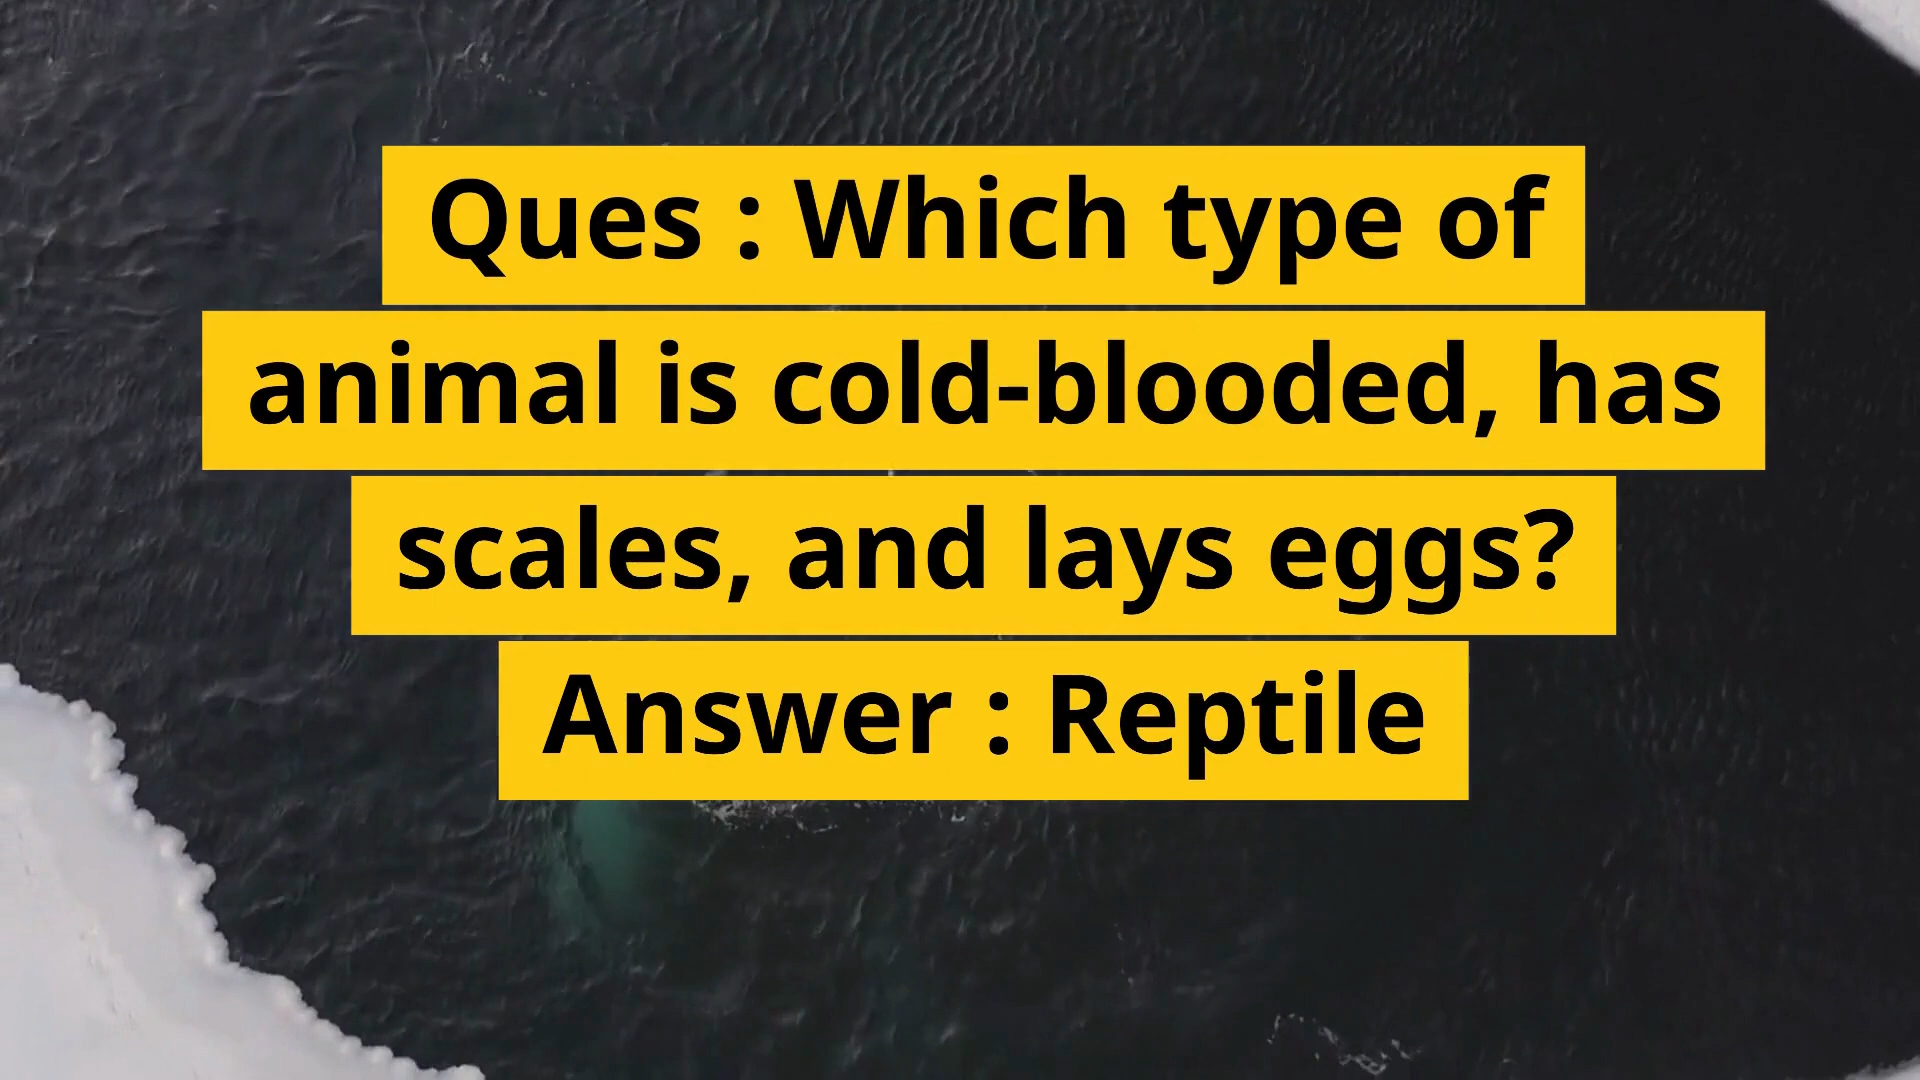 Ques : Which type of
animal is cold-blooded, has
scales, and lays eggs?
Answer : Reptile